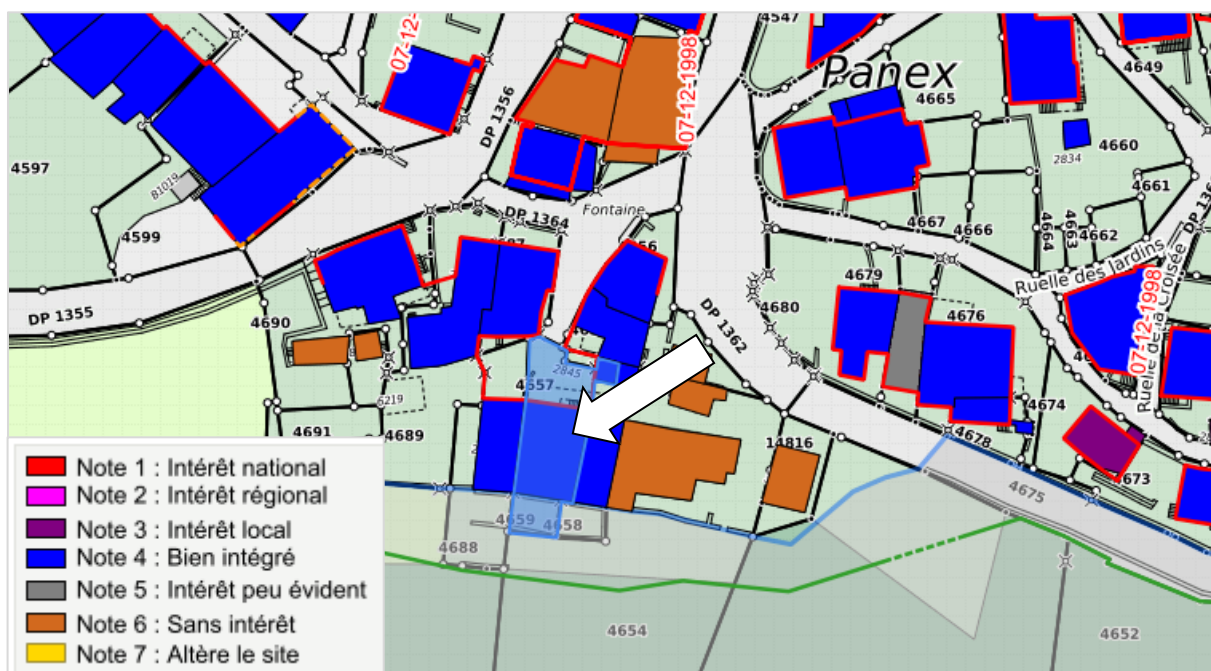 4547
07-12-1998
07-12-1998
Panex
4649
4665
DP 1356
4597
2834
4660
B1019
4661
Fontaine
DP 1364
4667
4666
4664
4663
4662
4599
4679
Ruelle des Jardins
4680
4676
DP 1355
DP 1362
07-12-1998
Ruelle de la Croisée
4690
2845
4657
6219
4674
4691
4689
14816
4678
4673
4675
4659
4658
4688
4654
4652
Note 1 : Intérêt national
Note 2 : Intérêt régional
Note 3 : Intérêt local
Note 4 : Bien intégré
Note 5 : Intérêt peu évident
Note 6 : Sans intérêt
Note 7 : Altère le site